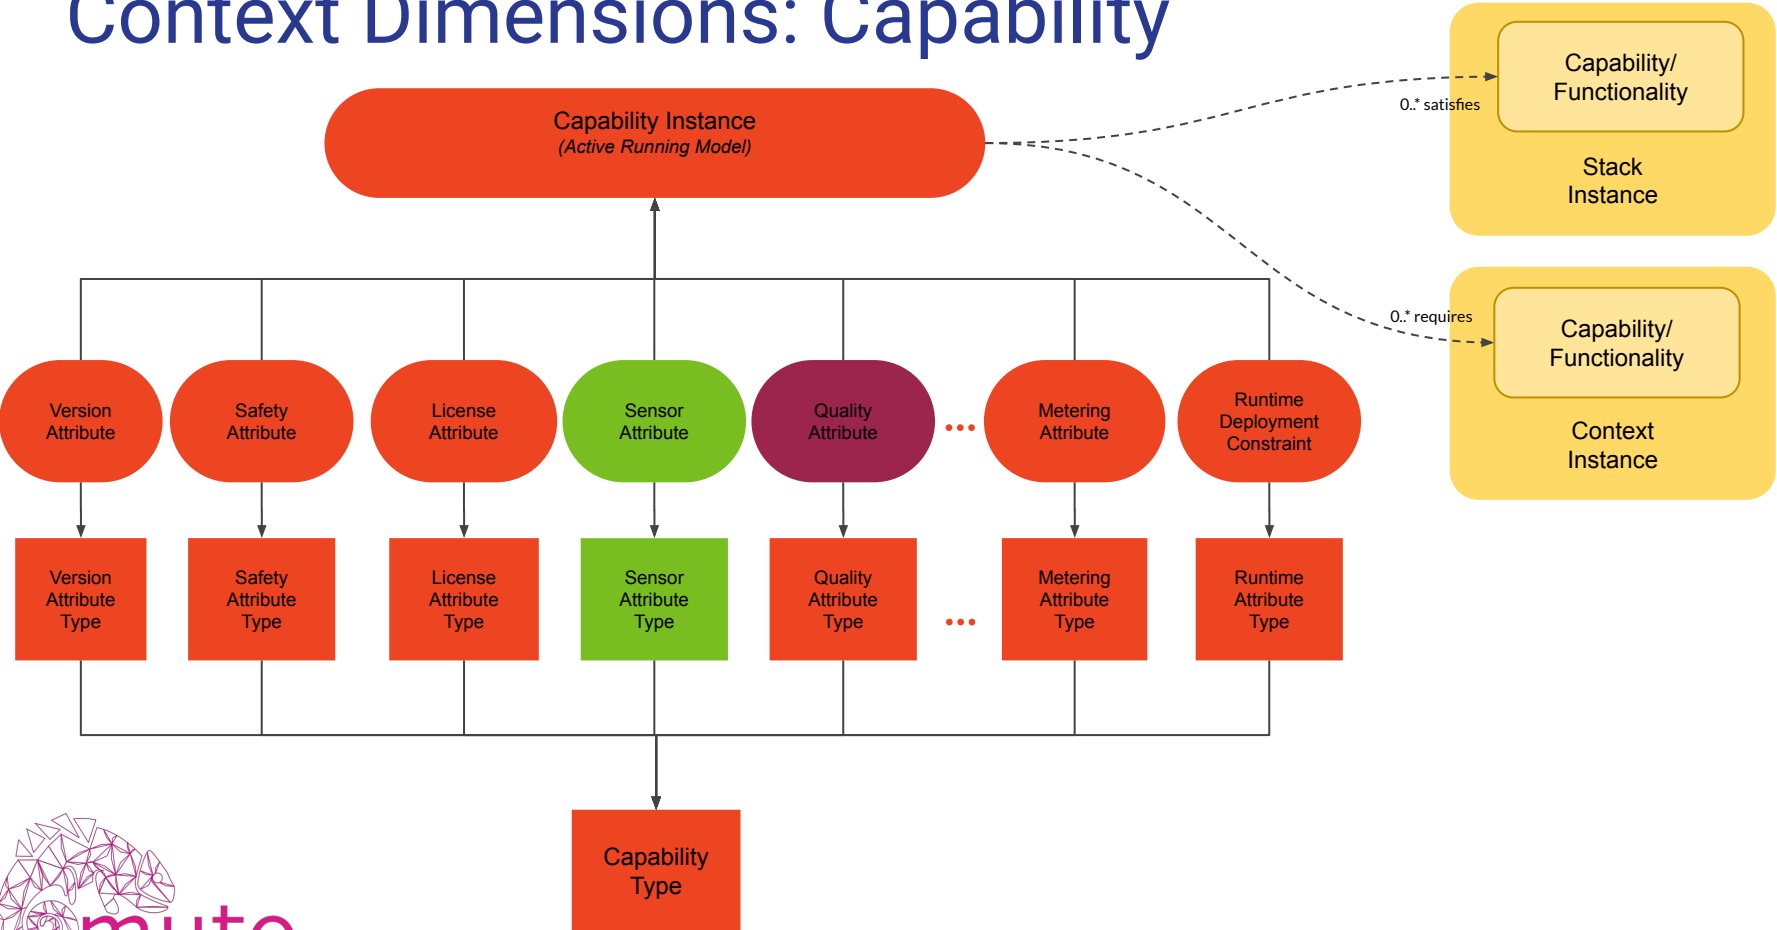 Context Dimensions: Capability
Capability Instance
(Active Running Model)
0..* satisfies
Capability/
Functionality
Stack
Instance
0..* requires
Capability/
Functionality
Context
Instance
Version
Attribute
Safety
Attribute
License
Attribute
Sensor
Attribute
Quality
Attribute
...
Metering
Attribute
Runtime
Deployment
Constraint
Version
Attribute
Type
Safety
Attribute
Type
License
Attribute
Type
Sensor
Attribute
Type
Quality
Attribute
Type
...
Metering
Attribute
Type
Runtime
Attribute
Type
Capability
Type
muto